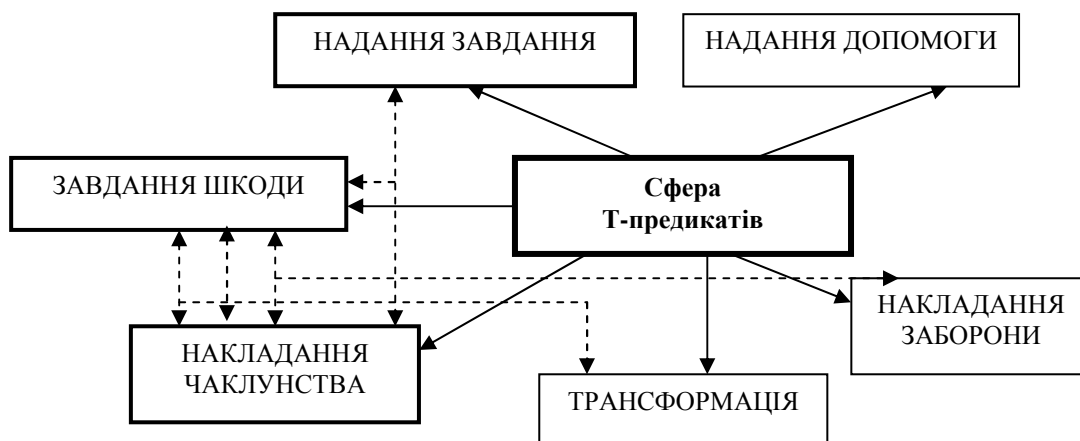 НАДАННЯ ЗАВДАННЯ
НАДАННЯ ДОПОМОГИ
ЗАВДАННЯ ШКОДИ
Сфера
Т-предикатів
НАКЛАДАННЯ
ЗАБОРОНИ
НАКЛАДАННЯ
ЧАКЛУНСТВА
ТРАНСФОРМАЦІЯ